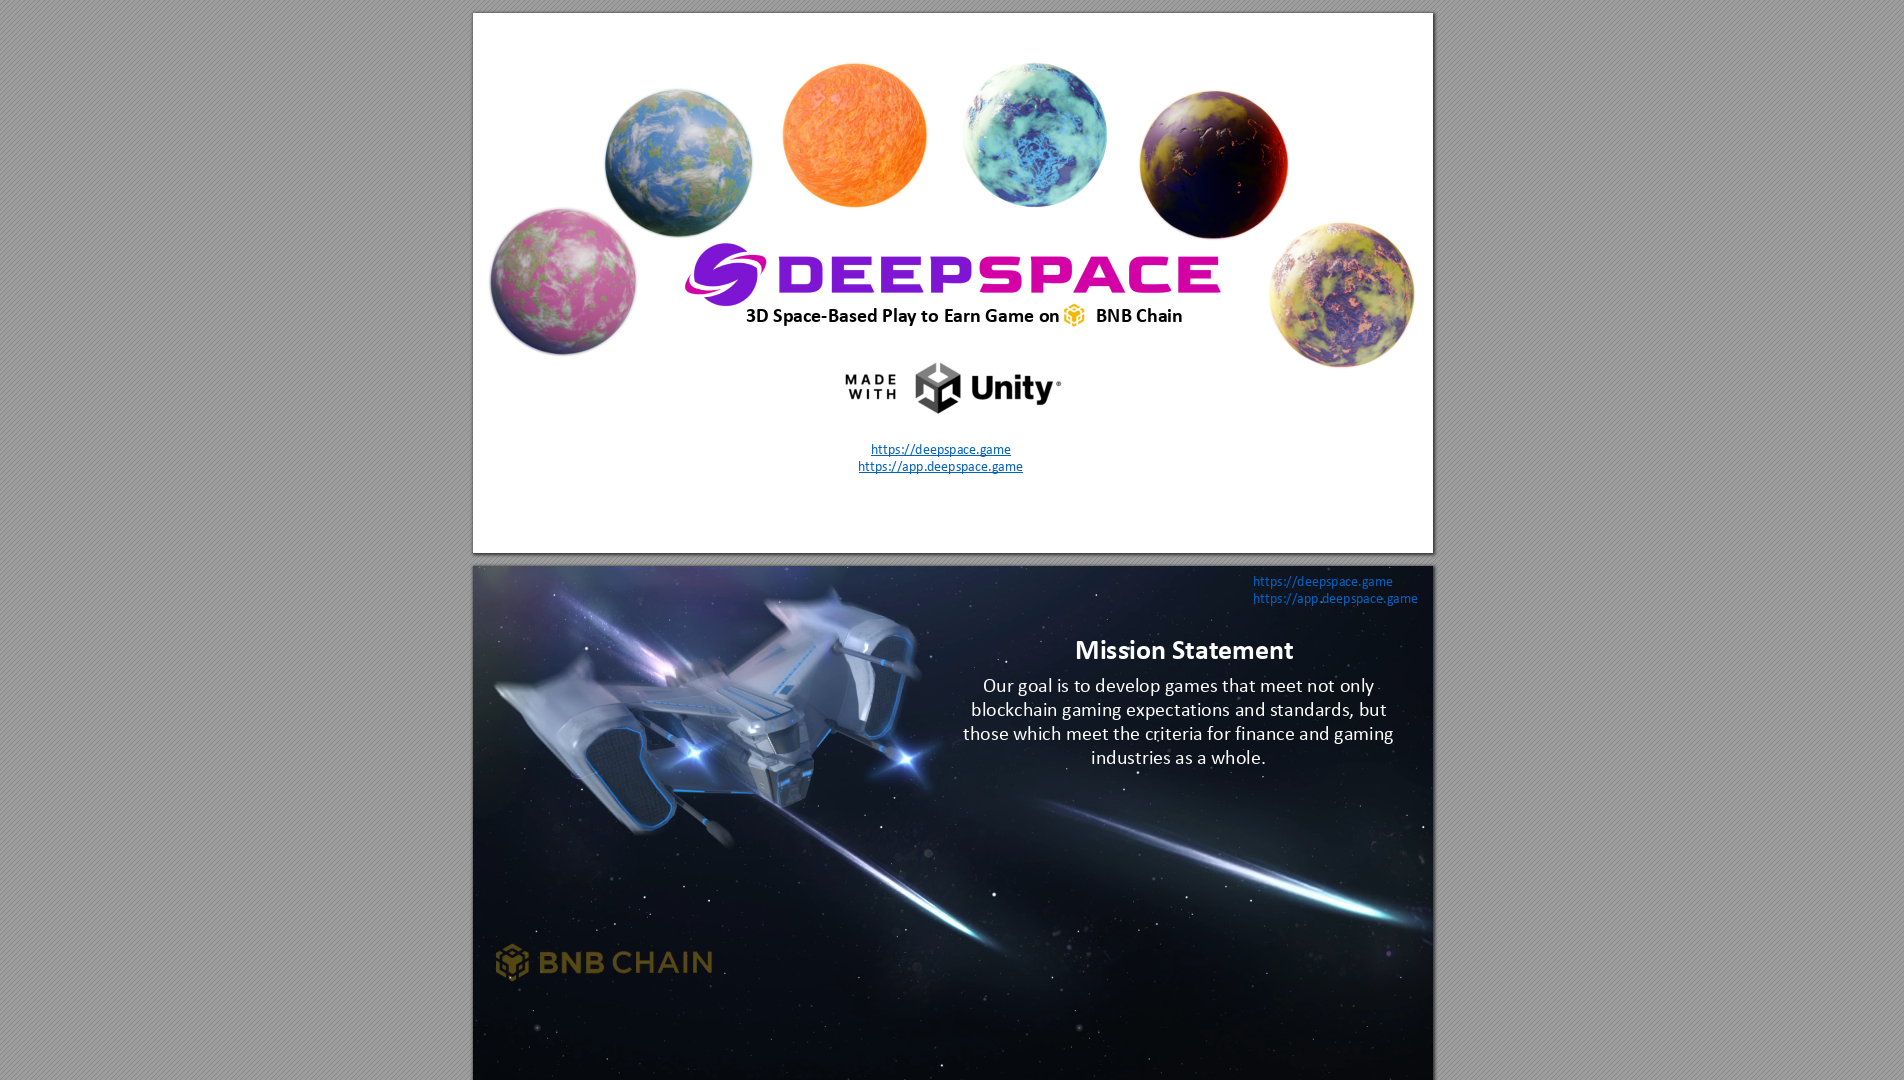 DEEPSPACE
3D Space-Based Play to Earn Game on BNB Chain
MADE
WITH
Unity®
https://deepspace.game
https://app.deepspace.game
https://deepspace.game
https://app.deepspace.game
Mission Statement
Our goal is to develop games that meet not only
blockchain gaming expectations and standards, but
those which meet the criteria for finance and gaming
industries as a whole.
BNB CHAIN